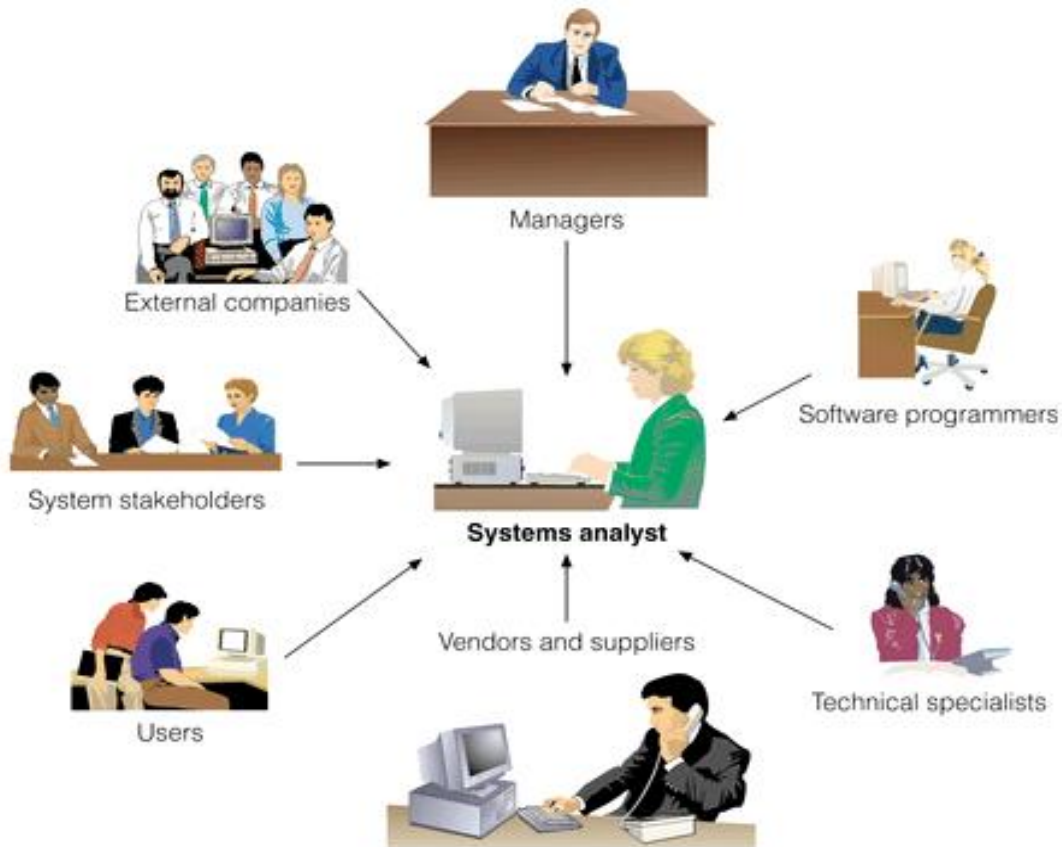 Managers
External companies
Software programmers
System stakeholders
Systems analyst
Vendors and suppliers
Technical specialists
Users